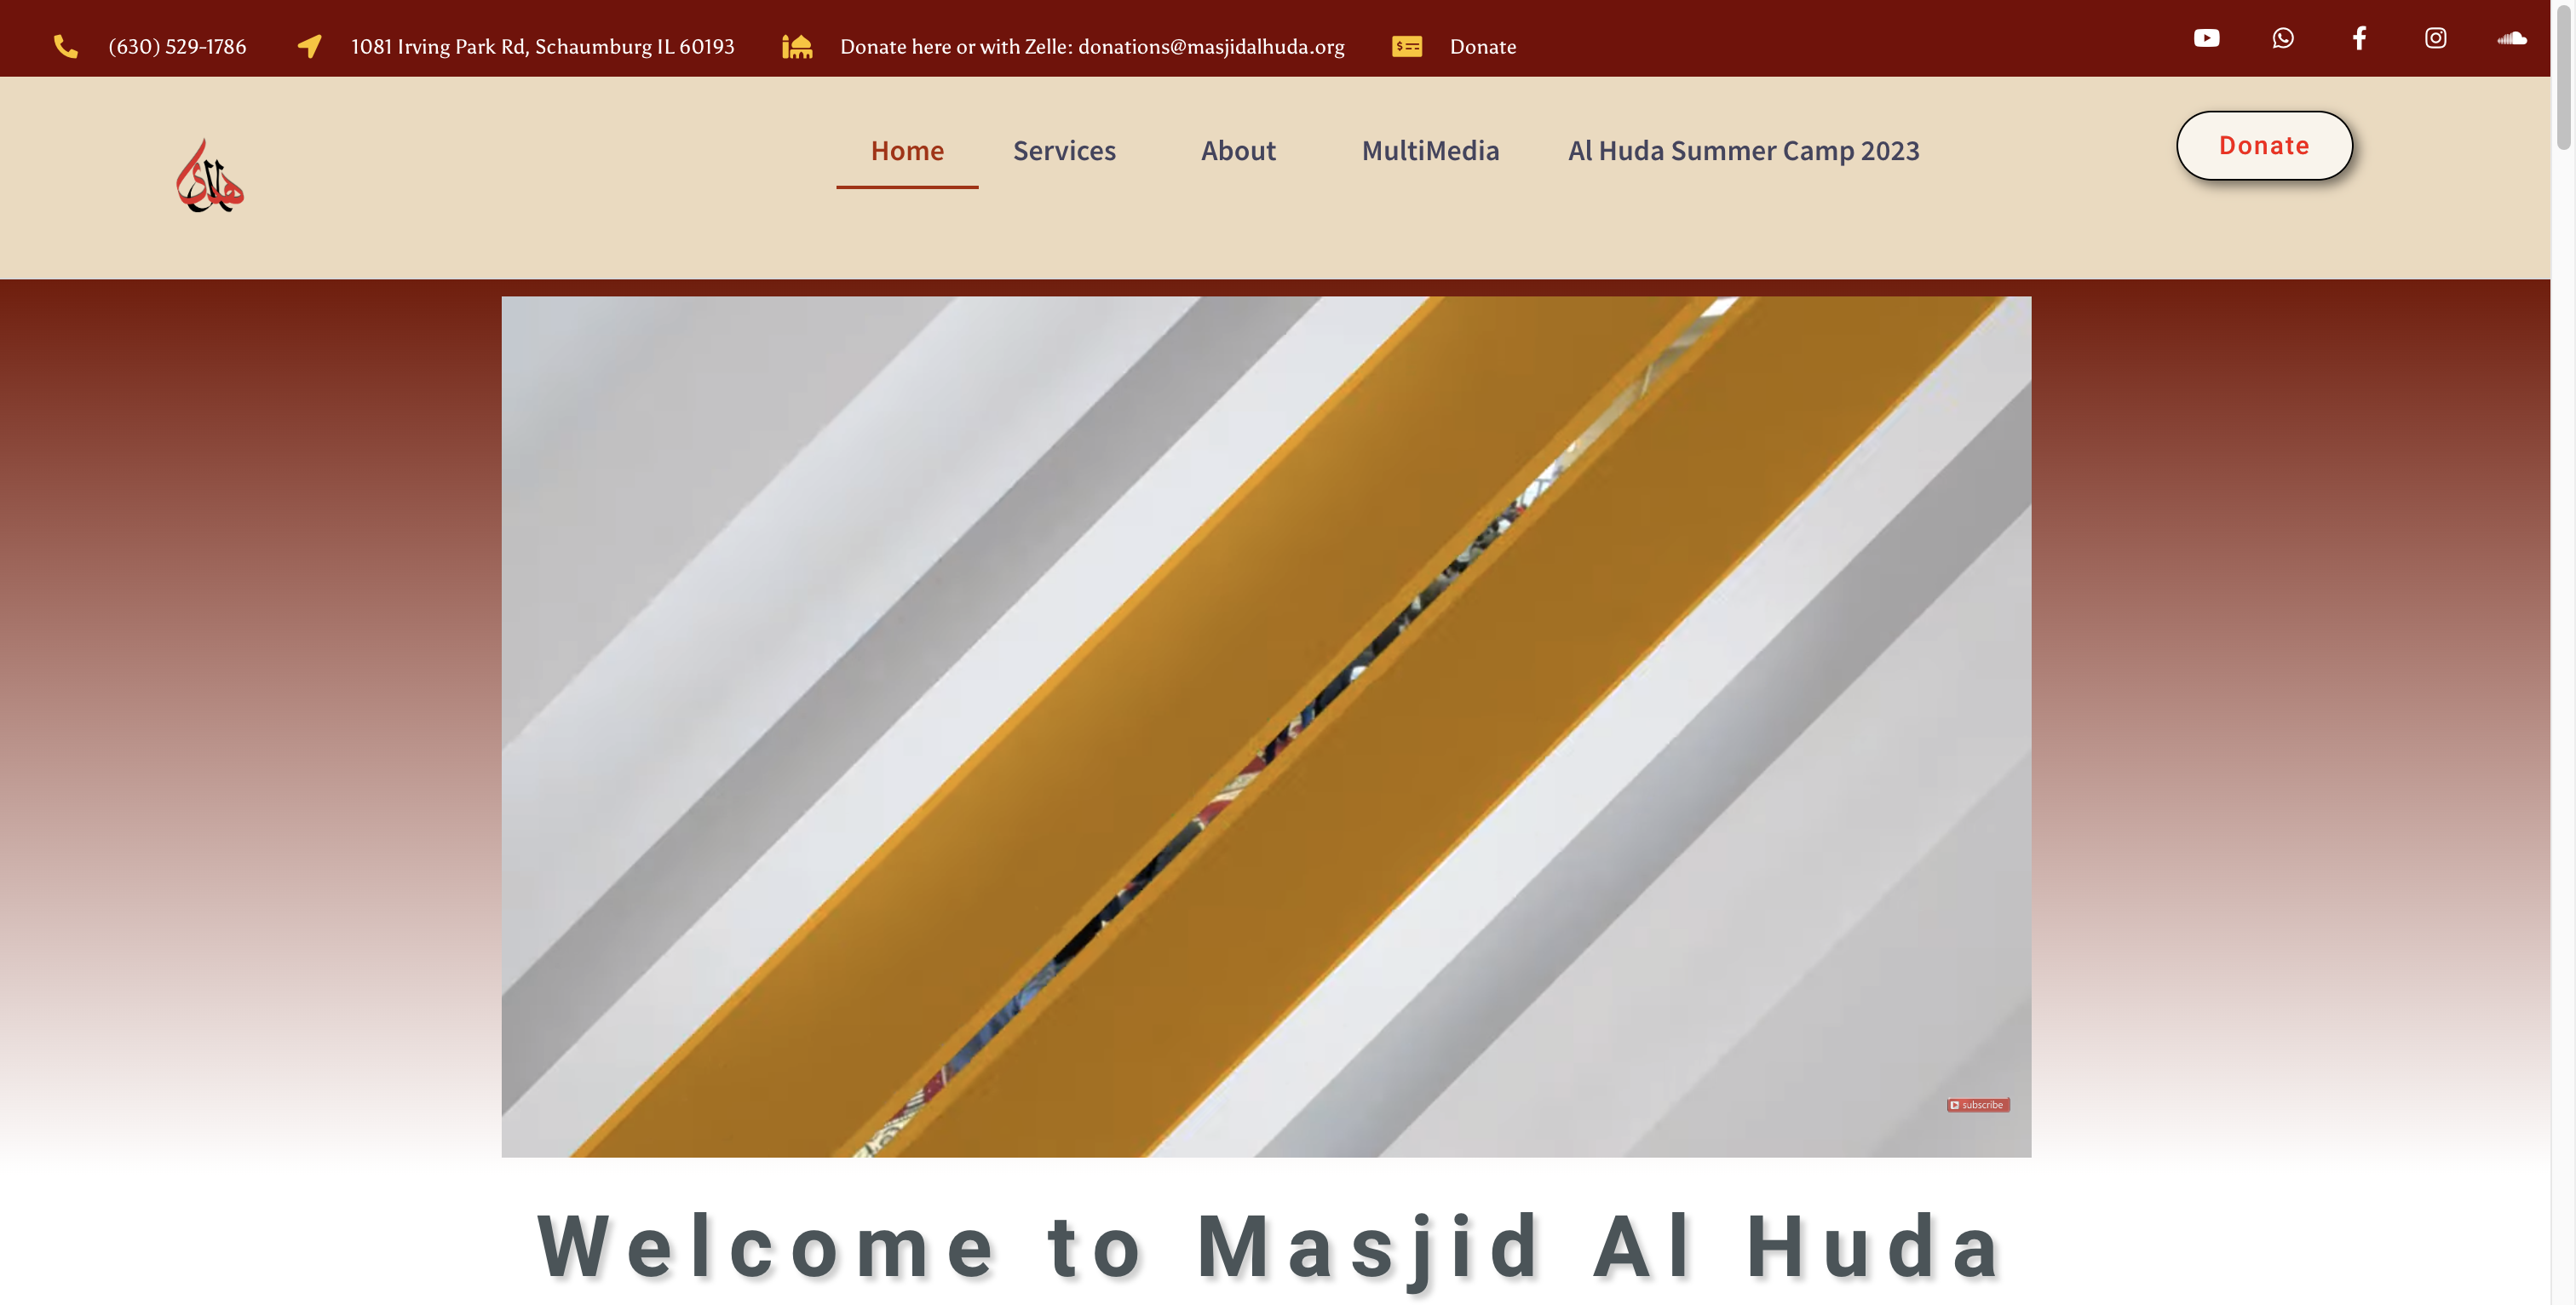 (630) 529-1786
1081 Irving Park Rd, Schaumburg IL 60193
Donate here or with Zelle: donations@masjidalhuda.org
Donate
الهدى
Home
Services
About
MultiMedia
Al Huda Summer Camp 2023
Donate
subscribe
Welcome to Masjid Al Huda